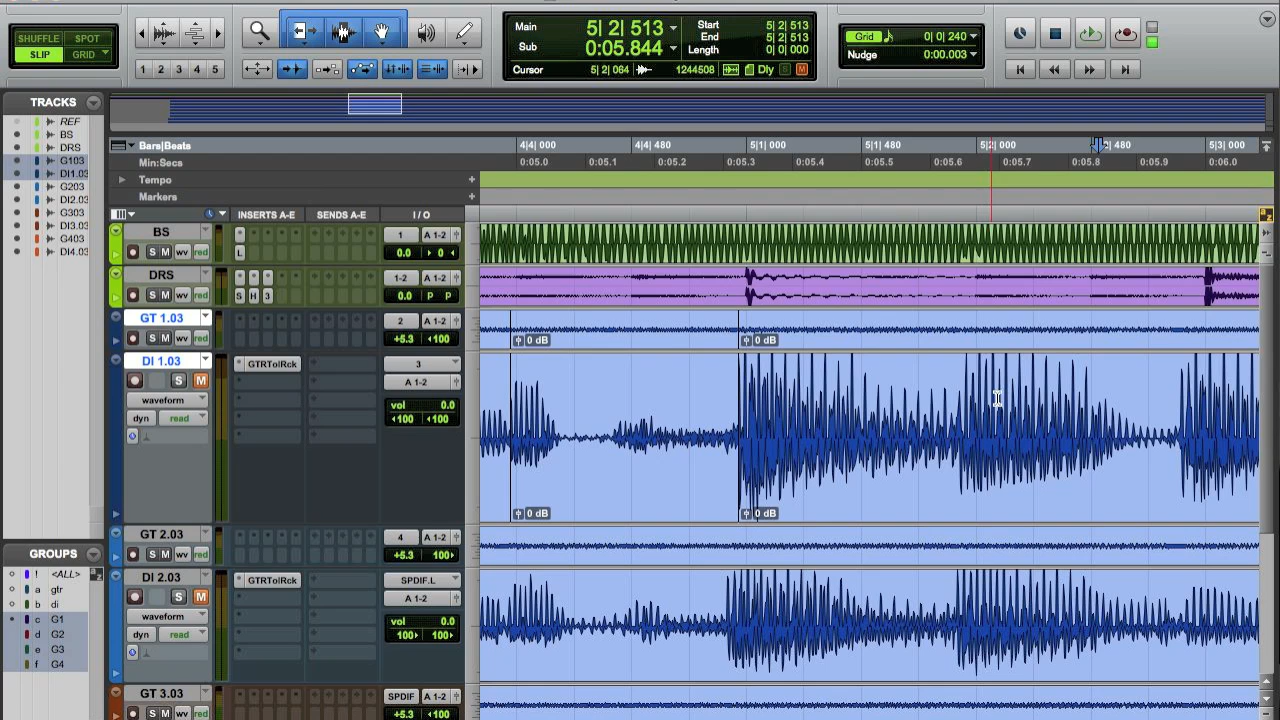 SHUFFLE SPOT
SLIP GRID
1 2 3 4 5
Main 5| 2| 513
Sub 0:05.844
Start 5| 2| 513
End 5| 2| 513
Length 0| 0| 000
Cursor 5| 2| 064 1244508 Dly S M
Grid 0| 0| 240
Nudge 0:00.003
TRACKS
REF
BS
DRS
G103
DI1.03
G203
DI2.03
G303
DI3.03
G403
DI4.03
Bars|Beats
4|4| 000 4|4| 480 5|1| 000 5|1| 480 5|2| 000 480 5|3| 000
Min:Secs
0:05.0 0:05.1 0:05.2 0:05.3 0:05.4 0:05.5 0:05.6 0:05.7 0:05.8 0:05.9 0:06.0
Tempo
Markers
INSERTS A-E SENDS A-E I / O
BS 1 A 1-2
S M wv red L 0.0 0
DRS 1-2 A 1-2
S M wv red S H 3 0.0 P P
GT 1.03 2 A 1-2
S M wv red +5.3 100
0 dB 0 dB
DI 1.03 GTRTolRck 3
S M A 1-2
waveform vol 0.0
dyn read 100 100
0 dB 0 dB
GT 2.03 4 A 1-2
S M wv red +5.3 100
DI 2.03 GTRTolRck SPDIF.L
S M A 1-2
waveform vol 0.0
dyn read 100 100
GT 3.03 SPDIF A 1-2
S M wv red +5.3 100
GROUPS
! <ALL>
a gtr
b di
c G1
d G2
e G3
f G4